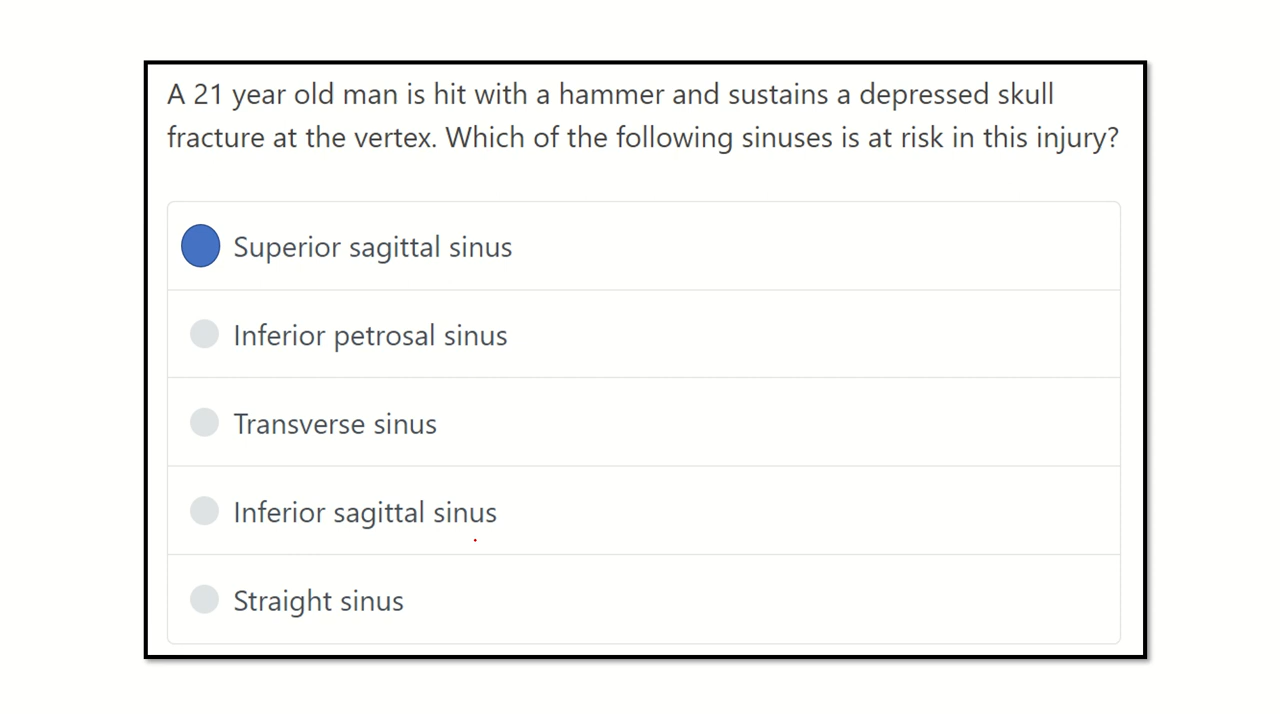 A 21 year old man is hit with a hammer and sustains a depressed skull
fracture at the vertex. Which of the following sinuses is at risk in this injury?
Superior sagittal sinus
Inferior petrosal sinus
Transverse sinus
Inferior sagittal sinus
Straight sinus